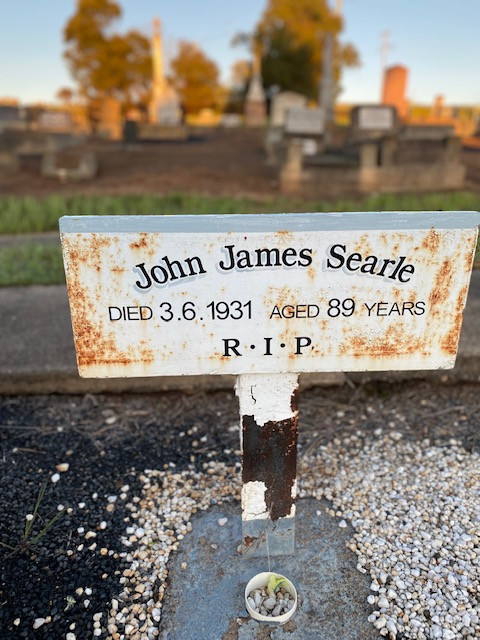 John James Searle
DIED 3.6.1931 AGED 89 YEARS
R·I·P